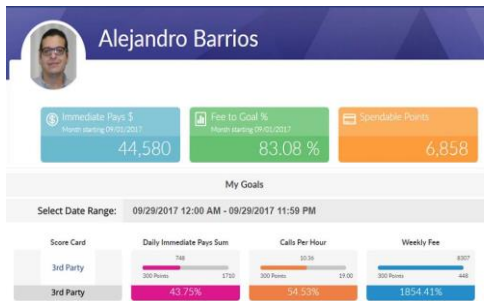 Alejandro Barrios
Immediate Pays $ Fee to Goal % Spendable Points
Month starting 09/01/2017 Month starting 09/01/2017
44,580 83.08 % 6,858
My Goals
Select Date Range: 09/29/2017 12:00 AM - 09/29/2017 11:59 PM
Score Card Daily Immediate Pays Sum Calls Per Hour Weekly Fee
748 10.36 8307
3rd Party
300 Points 1710 300 Points 19.00 300 Points 448
3rd Party 43.75% 54.53% 1854.41%